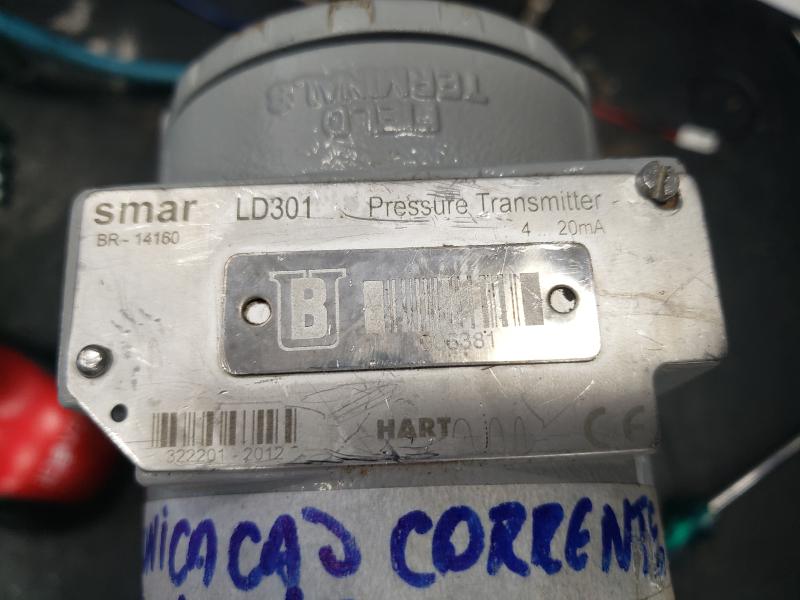 FIELD
TERMINALS
smar LD301 Pressure Transmitter
BR-14160 4...20mA
B
322201-2012 HART CE
CORRENTE